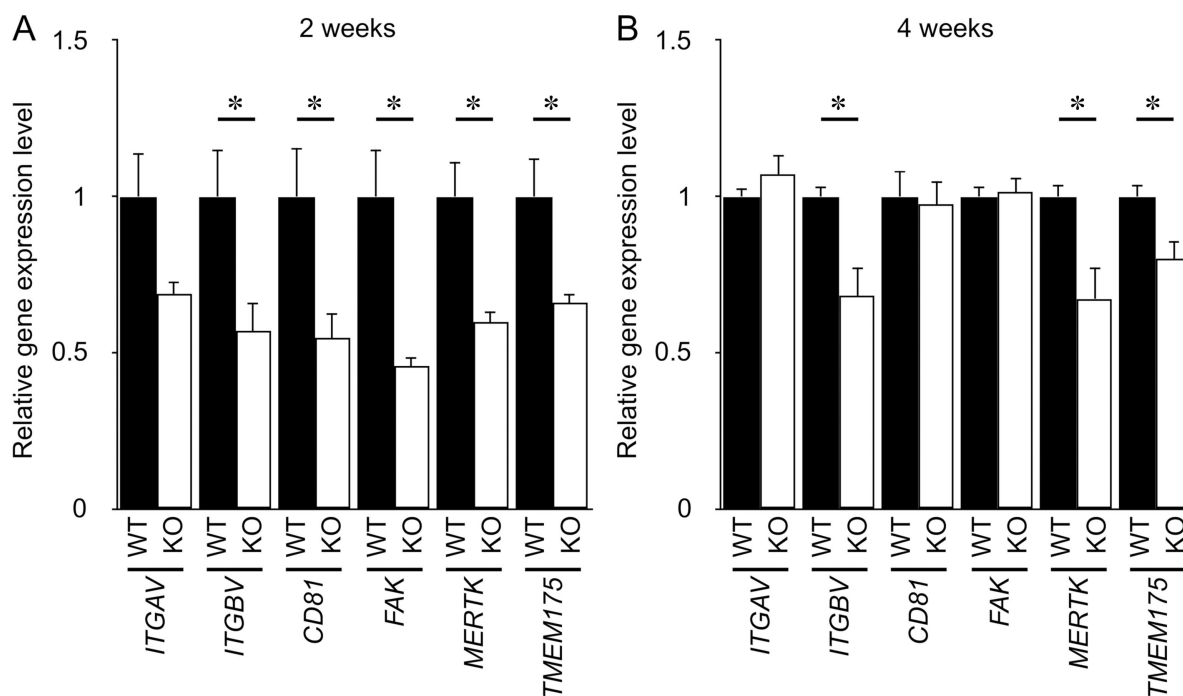 A
2 weeks
Relative gene expression level
1.5
1
0.5
0
* * * * *
WT KO WT KO WT KO WT KO WT KO WT KO
ITGAV ITGBV CD81 FAK MERTK TMEM175
B
4 weeks
Relative gene expression level
1.5
1
0.5
0
* * *
WT KO WT KO WT KO WT KO WT KO WT KO
ITGAV ITGBV CD81 FAK MERTK TMEM175